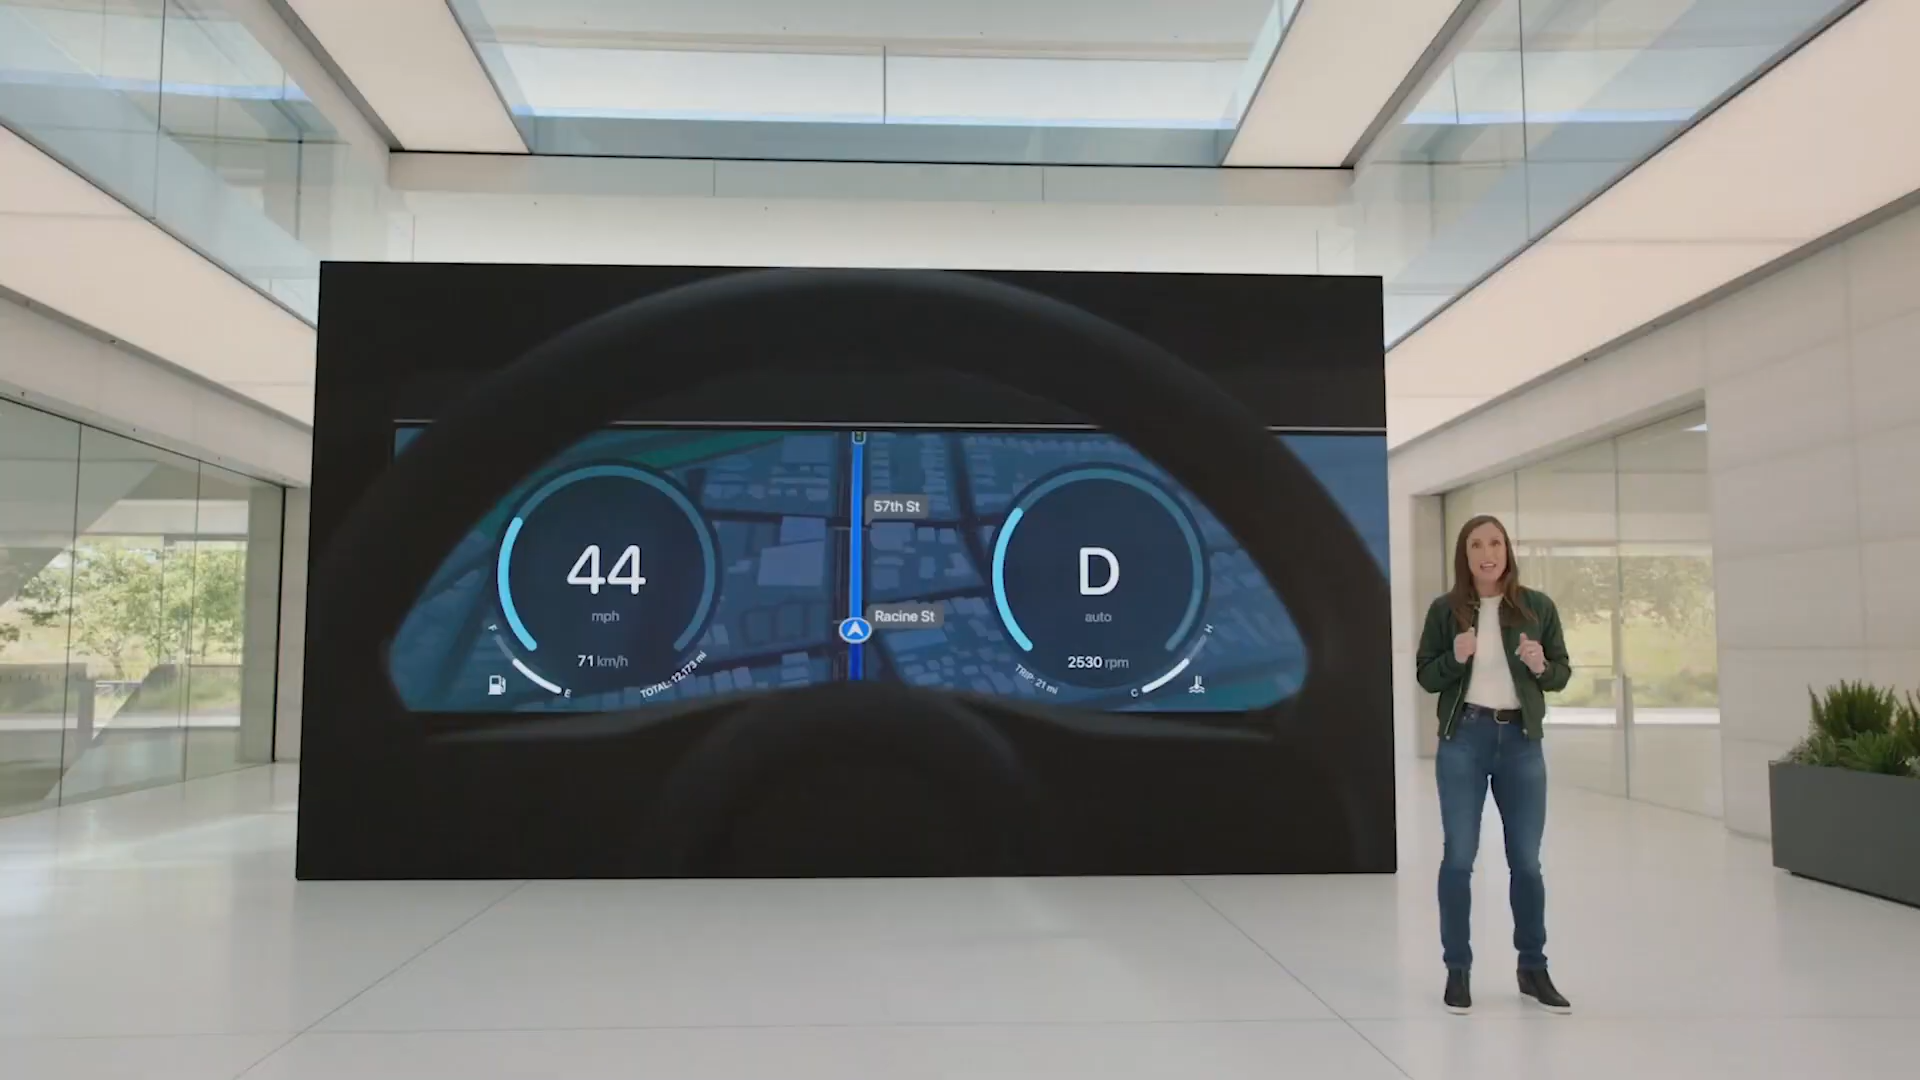 57th St
44
mph
71 km/h
F
E
TOTAL: 12,173 mi
Racine St
D
auto
2530 rpm
TRIP: 21 mi
C
H